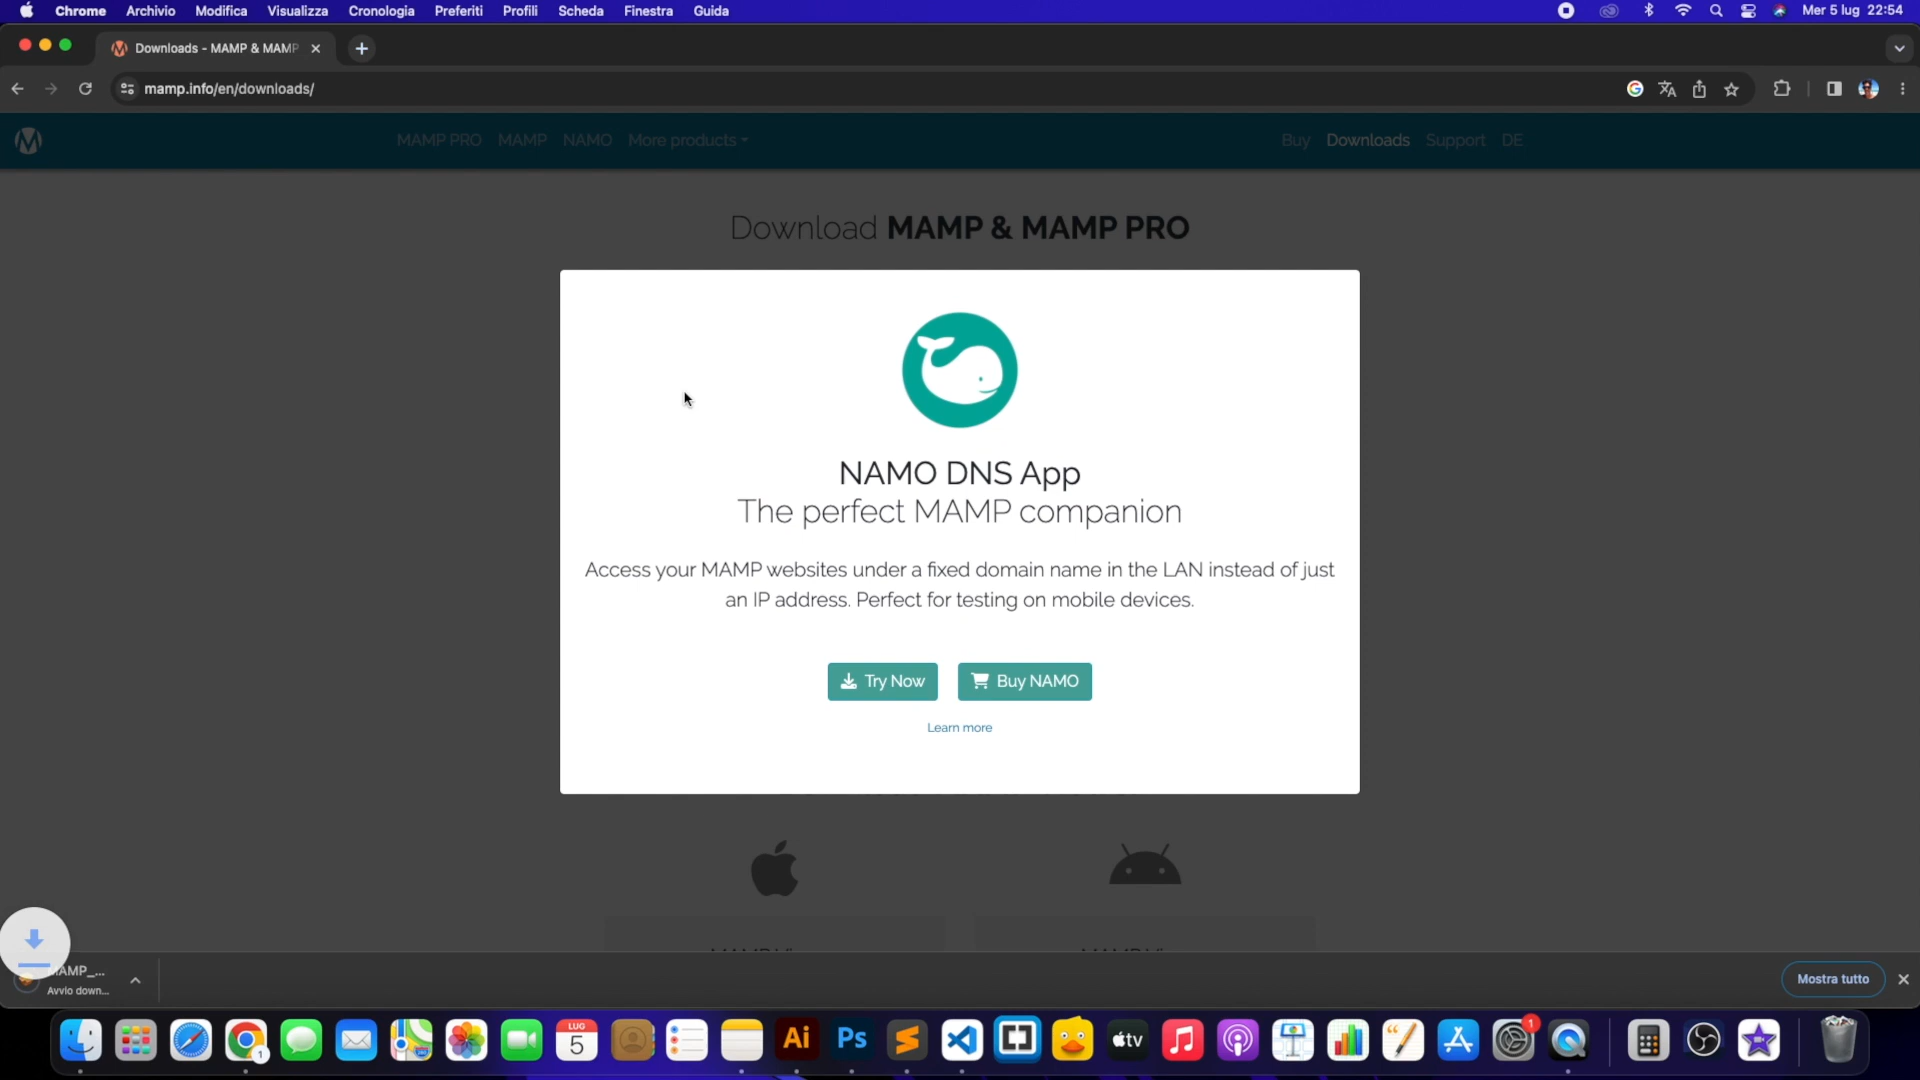 Chrome Archivio Modifica Visualizza Cronologia Preferiti Profili Scheda Finestra Guida Mer 5 lug 22:54
Downloads - MAMP & MAMP
mamp.info/en/downloads/
MAMP PRO MAMP NAMO More products Buy Downloads Support DE
Download MAMP & MAMP PRO
NAMO DNS App
The perfect MAMP companion
Access your MAMP websites under a fixed domain name in the LAN instead of just
an IP address. Perfect for testing on mobile devices.
Try Now Buy NAMO
Learn more
Avvio down...
Mostra tutto
1 LUG 5 Ai Ps tv 1